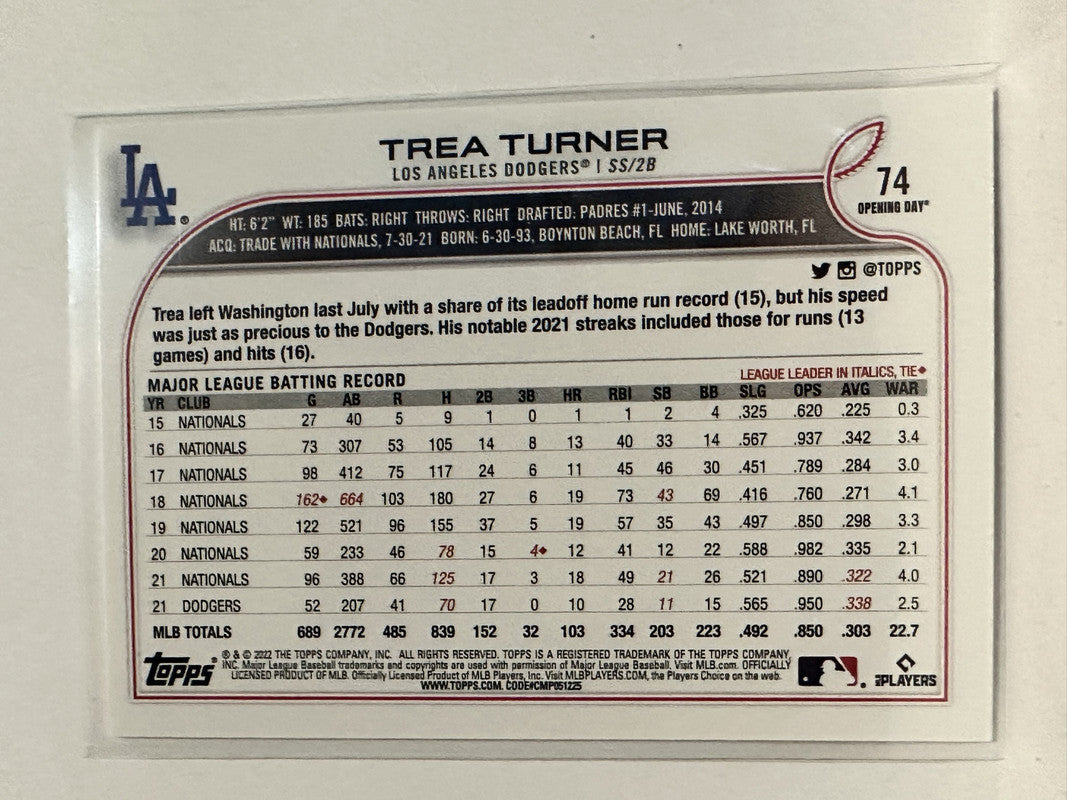 LA®
TREA TURNER
LOS ANGELES DODGERS® | SS/2B
74
OPENING DAY®
HT: 6'2" WT: 185 BATS: RIGHT THROWS: RIGHT DRAFTED: PADRES #1-JUNE, 2014
ACQ: TRADE WITH NATIONALS, 7-30-21 BORN: 6-30-93, BOYNTON BEACH, FL HOME: LAKE WORTH, FL
@TOPPS
Trea left Washington last July with a share of its leadoff home run record (15), but his speed
was just as precious to the Dodgers. His notable 2021 streaks included those for runs (13
games) and hits (16).
MAJOR LEAGUE BATTING RECORD LEAGUE LEADER IN ITALICS, TIE◆
YR CLUB G AB R H 2B 3B HR RBI SB BB SLG OPS AVG WAR
15 NATIONALS 27 40 5 9 1 0 1 1 2 4 .325 .620 .225 0.3
16 NATIONALS 73 307 53 105 14 8 13 40 33 14 .567 .937 .342 3.4
17 NATIONALS 98 412 75 117 24 6 11 45 46 30 .451 .789 .284 3.0
18 NATIONALS 162◆ 664 103 180 27 6 19 73 43 69 .416 .760 .271 4.1
19 NATIONALS 122 521 96 155 37 5 19 57 35 43 .497 .850 .298 3.3
20 NATIONALS 59 233 46 78 15 4◆ 12 41 12 22 .588 .982 .335 2.1
21 NATIONALS 96 388 66 125 17 3 18 49 21 26 .521 .890 .322 4.0
21 DODGERS 52 207 41 70 17 0 10 28 11 15 .565 .950 .338 2.5
MLB TOTALS 689 2772 485 839 152 32 103 334 203 223 .492 .850 .303 22.7
TOPPS®
® & © 2022 THE TOPPS COMPANY, INC. ALL RIGHTS RESERVED. TOPPS IS A REGISTERED TRADEMARK OF THE TOPPS COMPANY,
INC. Major League Baseball trademarks and copyrights are used with permission of Major League Baseball. Visit MLB.com. OFFICIALLY
LICENSED PRODUCT OF MLB. Officially Licensed Product of MLB Players, Inc. Visit MLBPLAYERS.COM, the Players Choice on the web.
WWW.TOPPS.COM. CODE#CMP051225
PLAYERS